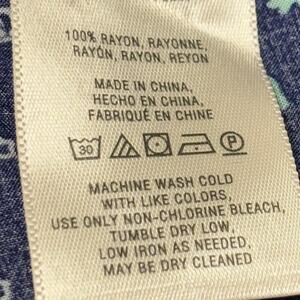 100% RAYON, RAYONNE,
RAYÓN, RAYON, REYON
MADE IN CHINA,
HECHO EN CHINA,
FABRIQUÉ EN CHINE
30 P
MACHINE WASH COLD
WITH LIKE COLORS,
USE ONLY NON-CHLORINE BLEACH,
TUMBLE DRY LOW,
LOW IRON AS NEEDED,
MAY BE DRY CLEANED